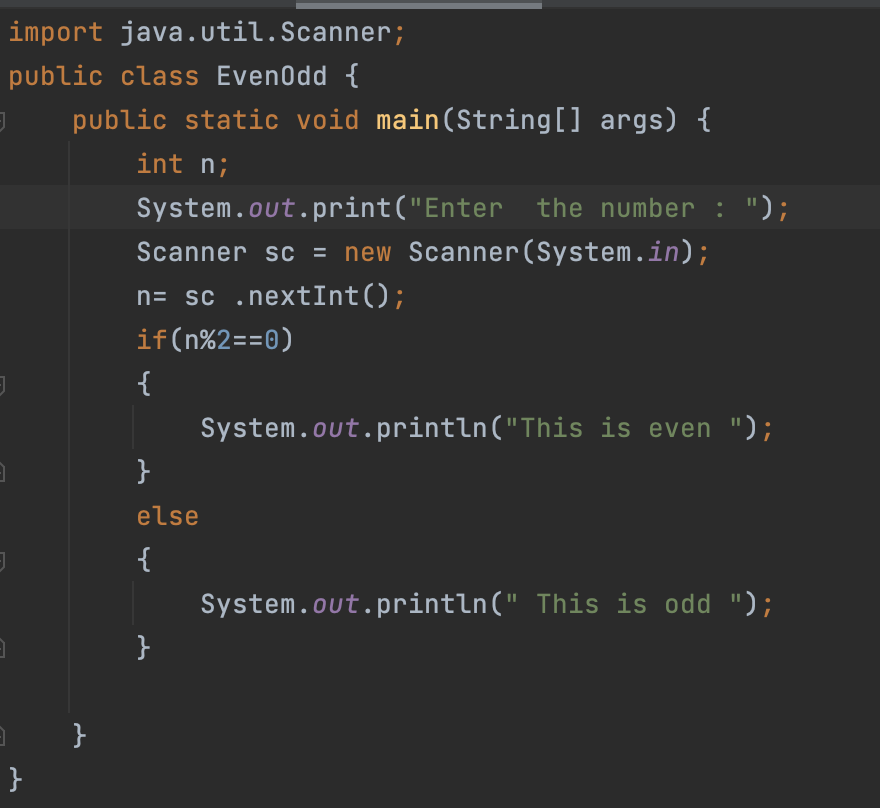 import java.util.Scanner;
public class EvenOdd {
    public static void main(String[] args) {
        int n;
        System.out.print("Enter  the number : ");
        Scanner sc = new Scanner(System.in);
        n= sc .nextInt();
        if(n%2==0)
        {
            System.out.println("This is even ");
        }
        else
        {
            System.out.println(" This is odd ");
        }

    }
}